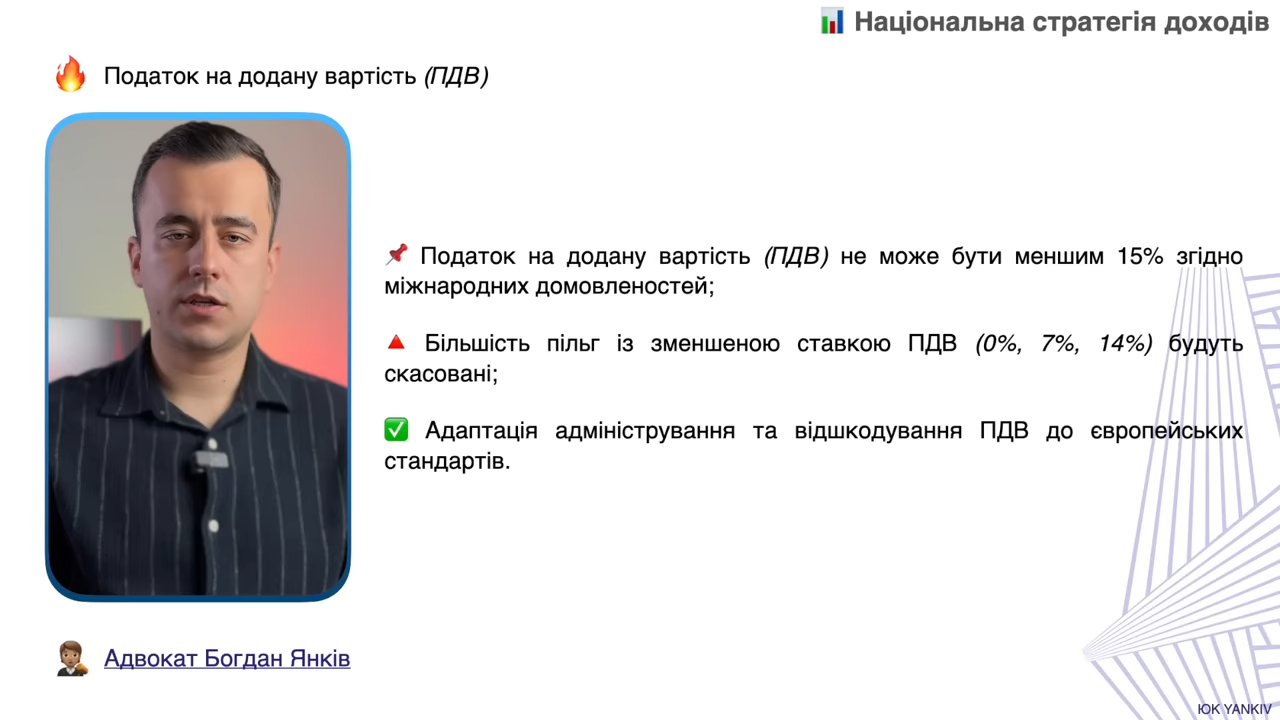 📊 Національна стратегія доходів
🔥 Податок на додану вартість (ПДВ)
📌 Податок на додану вартість (ПДВ) не може бути меншим 15% згідно
міжнародних домовленостей;
🔺 Більшість пільг із зменшеною ставкою ПДВ (0%, 7%, 14%) будуть
скасовані;
✅ Адаптація адміністрування та відшкодування ПДВ до європейських
стандартів.
Адвокат Богдан Янків
ЮК YANKIV